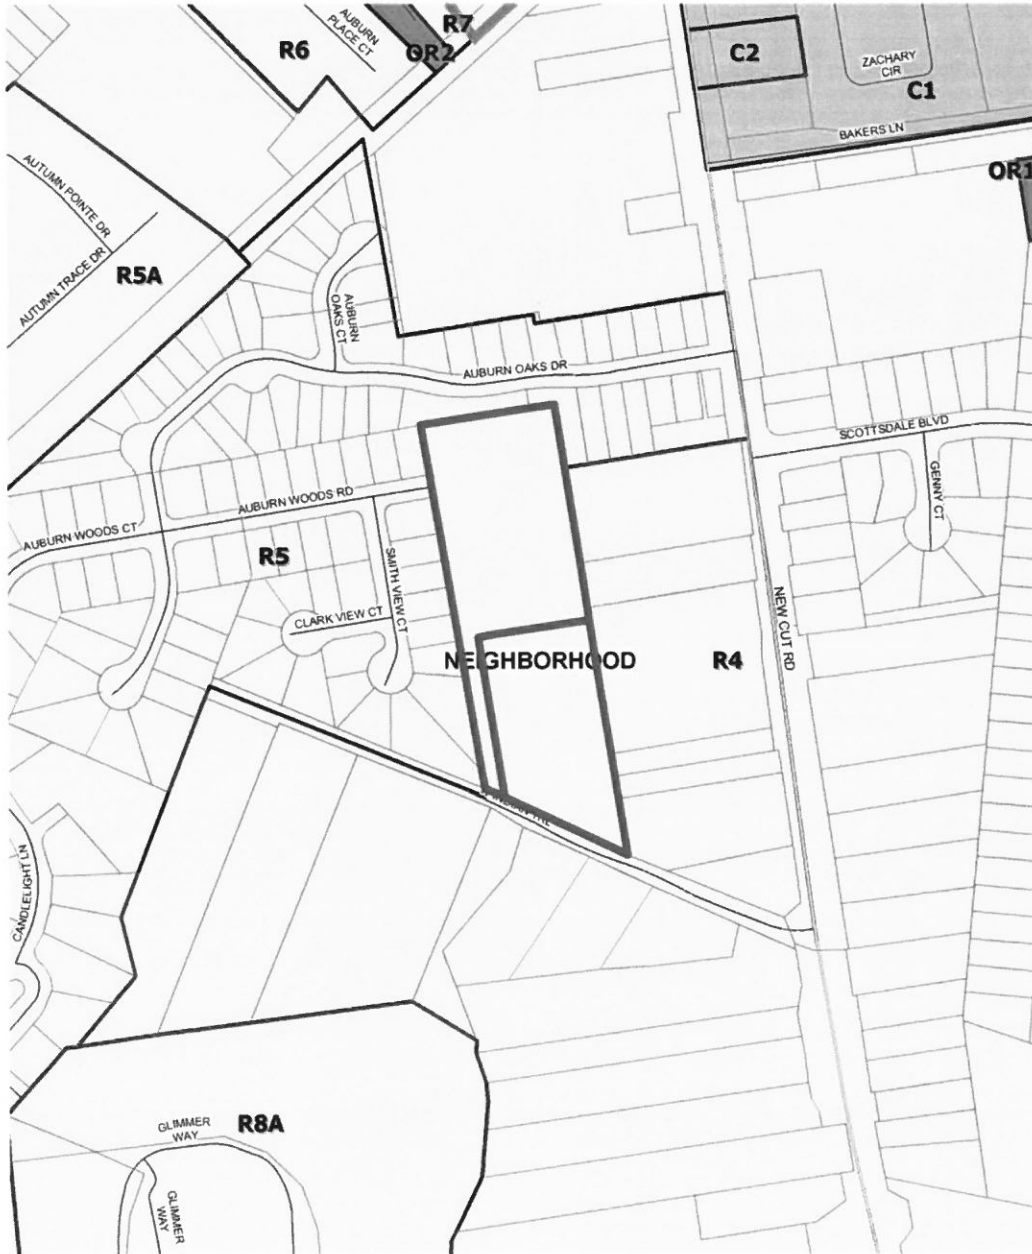 R7
AUBURN
PLACE CT
R6
OR2
C2
ZACHARY
CIR
C1
BAKERS LN
OR1
AUTUMN POINTE DR
AUTUMN TRACE DR
R5A
AUBURN
OAKS CT
AUBURN OAKS DR
SCOTTSDALE BLVD
GENNY CT
AUBURN WOODS RD
AUBURN WOODS CT
R5
SMITH VIEW CT
CLARK VIEW CT
NEW CUT RD
NEIGHBORHOOD
R4
CANDLELIGHT LN
GLIMMER
WAY
R8A
GLIMMER
WAY